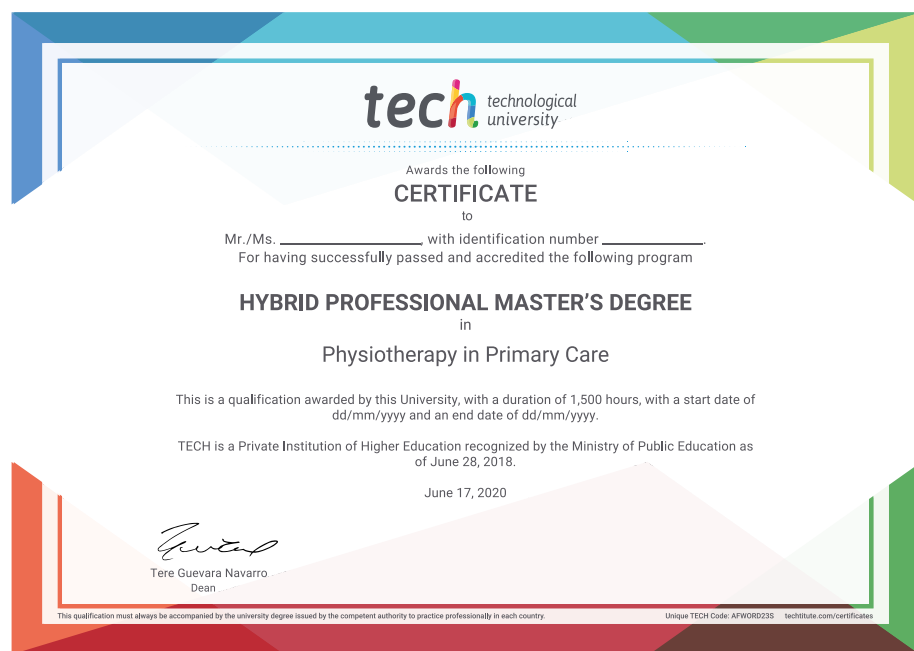 tech technological
university
Awards the following
CERTIFICATE
to
Mr./Ms. ____________________, with identification number ______________.
For having successfully passed and accredited the following program
HYBRID PROFESSIONAL MASTER'S DEGREE
in
Physiotherapy in Primary Care
This is a qualification awarded by this University, with a duration of 1,500 hours, with a start date of
dd/mm/yyyy and an end date of dd/mm/yyyy.
TECH is a Private Institution of Higher Education recognized by the Ministry of Public Education as
of June 28, 2018.
June 17, 2020
Tere Guevara Navarro
Dean
This qualification must always be accompanied by the university degree issued by the competent authority to practice professionally in each country. Unique TECH Code: AFWORD23S techtitute.com/certificates